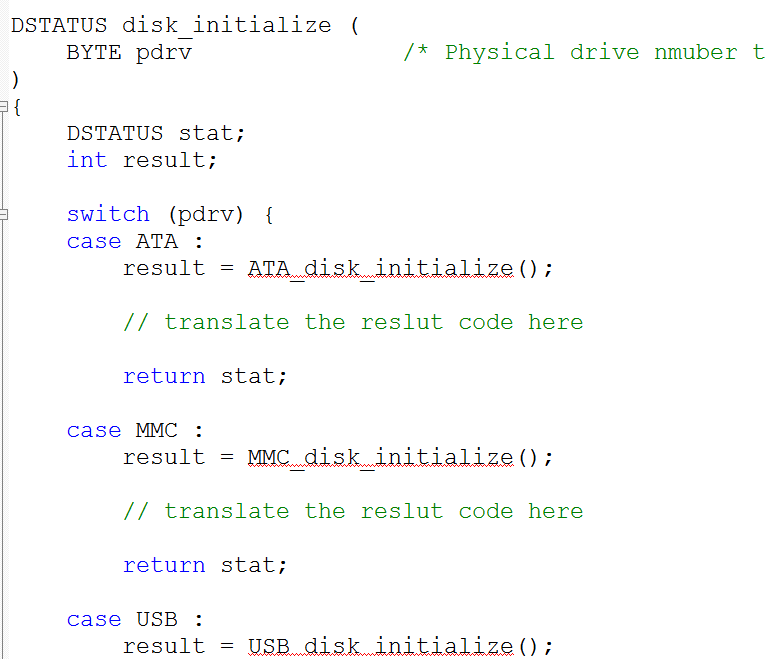 DSTATUS disk_initialize (
    BYTE pdrv               /* Physical drive nmuber t
)
{
    DSTATUS stat;
    int result;
    switch (pdrv) {
    case ATA :
        result = ATA_disk_initialize();
        // translate the reslut code here
        return stat;
    case MMC :
        result = MMC_disk_initialize();
        // translate the reslut code here
        return stat;
    case USB :
        result = USB_disk_initialize();